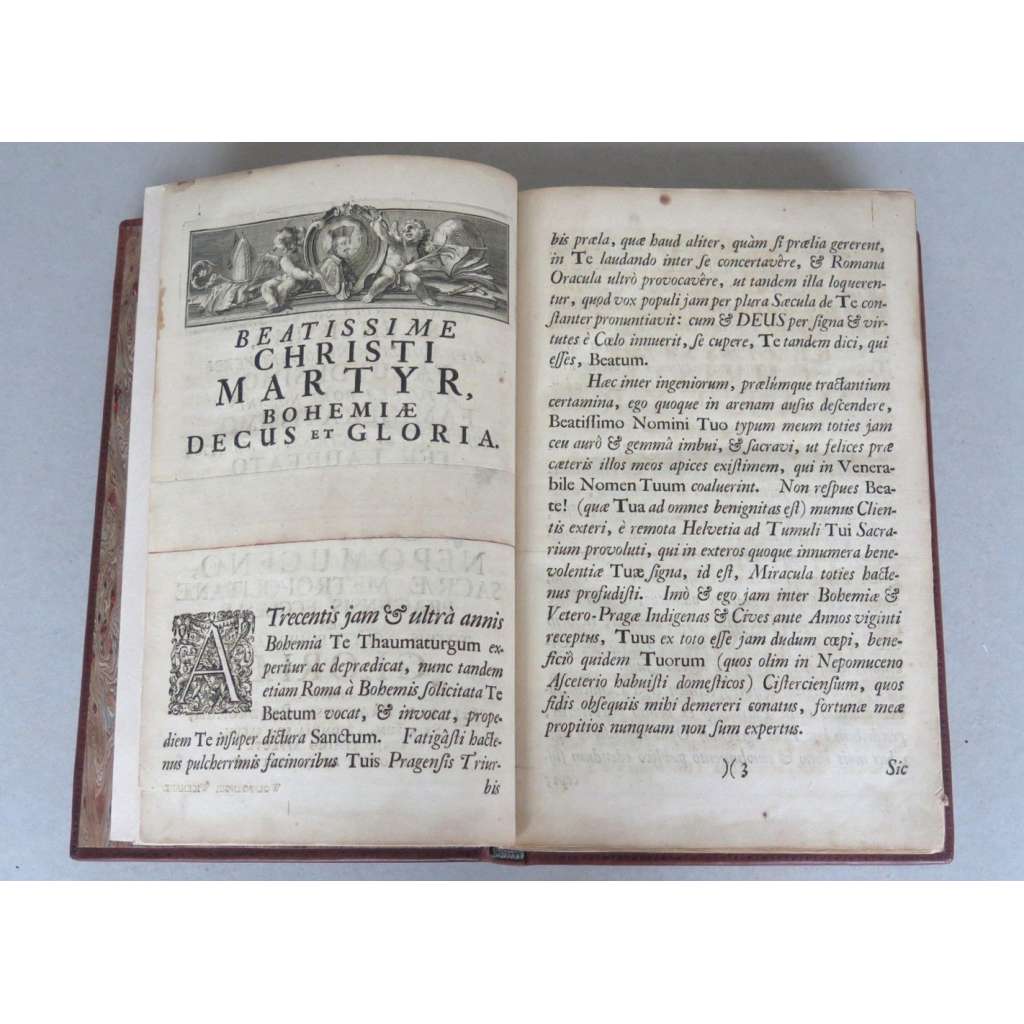 BEATISSIME
CHRISTI
MARTYR,
BOHEMIÆ
DECUS ET GLORIA.
A Trecentis jam & ultrà annis
Bohemia Te Thaumaturgum ex-
peritur ac deprædicat, nunc tandem
etiam Roma à Bohemis ſolicitata Te
Beatum vocat, & invocat, prope-
diem Te inſuper dictura Sanctum. Fatigâſti hacte-
nus pulcherrimis facinoribus Tuis Pragenſis Triur-
bis
bis præla, quæ haud aliter, quàm ſi prælia gererent,
in Te laudando inter ſe concertavêre, & Romana
Oracula ultrò provocavêre, ut tandem illa loqueren-
tur, quod vox populi jam per plura Sæcula de Te con-
ſtanter pronuntiavit: cum & DEUS per ſigna & vir-
tutes è Cœlo innuerit, ſe cupere, Te tandem dici, qui
eſſes, Beatum.
Hæc inter ingeniorum, prælúmque tractantium
certamina, ego quoque in arenam auſus deſcendere,
Beatiſſimo Nomini Tuo typum meum toties jam
ceu aurô & gemmâ imbui, & ſacravi, ut felices præ
cæteris illos meos apices exiſtimem, qui in Venera-
bile Nomen Tuum coaluerint. Non reſpues Bea-
te! (quæ Tua ad omnes benignitas eſt) munus Clien-
tis exteri, è remota Helvetia ad Tumuli Tui Sacra-
rium provoluti, qui in exteros quoque innumera bene-
volentiæ Tuæ ſigna, id eſt, Miracula toties hacte-
nus profudiſti. Imò & ego jam inter Bohemiæ &
Vetero-Pragæ Indigenas & Cives ante Annos viginti
receptus, Tuus ex toto eſſe jam dudum cœpi, bene-
ficiô quidem Tuorum (quos olim in Nepomuceno
Aſceterio habuiſti domeſticos) Ciſtercienſium, quos
fidis obſequiis mihi demereri conatus, fortunæ meæ
propitios nunquam non ſum expertus.
)( 3 Sic